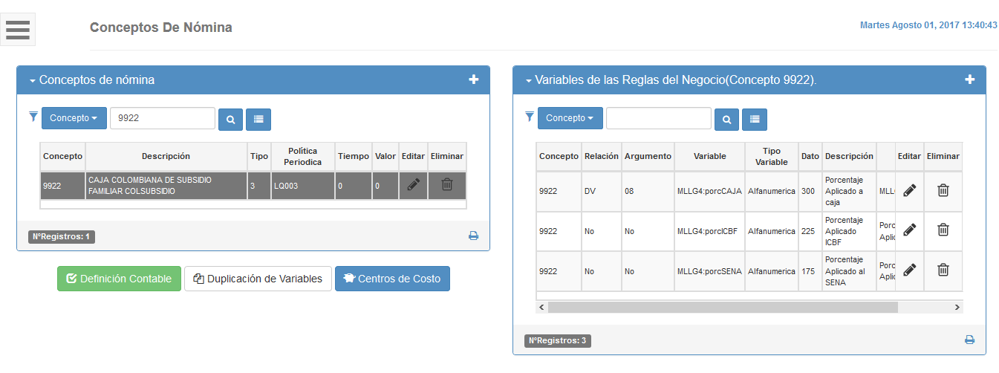 Conceptos De Nómina
Martes Agosto 01, 2017 13:40:43
Conceptos de nómina
Concepto
9922
Concepto Descripción Tipo Política Periodica Tiempo Valor Editar Eliminar
9922 CAJA COLOMBIANA DE SUBSIDIO FAMILIAR COLSUBSIDIO 3 LQ003 0 0
N°Registros: 1
Definición Contable
Duplicación de Variables
Centros de Costo
Variables de las Reglas del Negocio(Concepto 9922).
Concepto
Concepto Relación Argumento Variable Tipo Variable Dato Descripción Editar Eliminar
9922 DV 08 MLLG4:porcCAJA Alfanumerica 300 Porcentaje Aplicado a caja MLL
9922 No No MLLG4:porcICBF Alfanumerica 225 Porcentaje Aplicado ICBF Porc Aplic
9922 No No MLLG4:porcSENA Alfanumerica 175 Porcentaje Aplicado al SENA Porc Aplic
N°Registros: 3